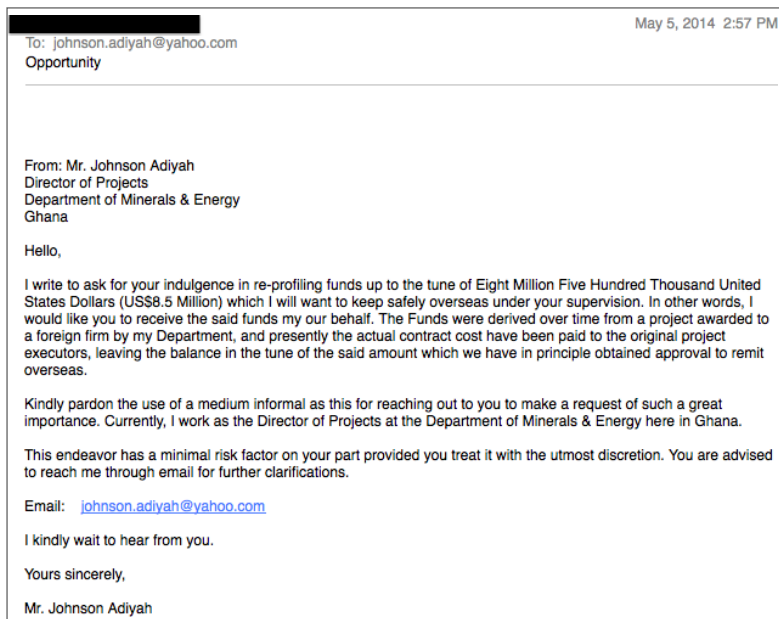 May 5, 2014 2:57 PM
To: johnson.adiyah@yahoo.com
Opportunity
From: Mr. Johnson Adiyah
Director of Projects
Department of Minerals & Energy
Ghana
Hello,
I write to ask for your indulgence in re-profiling funds up to the tune of Eight Million Five Hundred Thousand United
States Dollars (US$8.5 Million) which I will want to keep safely overseas under your supervision. In other words, I
would like you to receive the said funds my our behalf. The Funds were derived over time from a project awarded to
a foreign firm by my Department, and presently the actual contract cost have been paid to the original project
executors, leaving the balance in the tune of the said amount which we have in principle obtained approval to remit
overseas.
Kindly pardon the use of a medium informal as this for reaching out to you to make a request of such a great
importance. Currently, I work as the Director of Projects at the Department of Minerals & Energy here in Ghana.
This endeavor has a minimal risk factor on your part provided you treat it with the utmost discretion. You are advised
to reach me through email for further clarifications.
Email: johnson.adiyah@yahoo.com
I kindly wait to hear from you.
Yours sincerely,
Mr. Johnson Adiyah